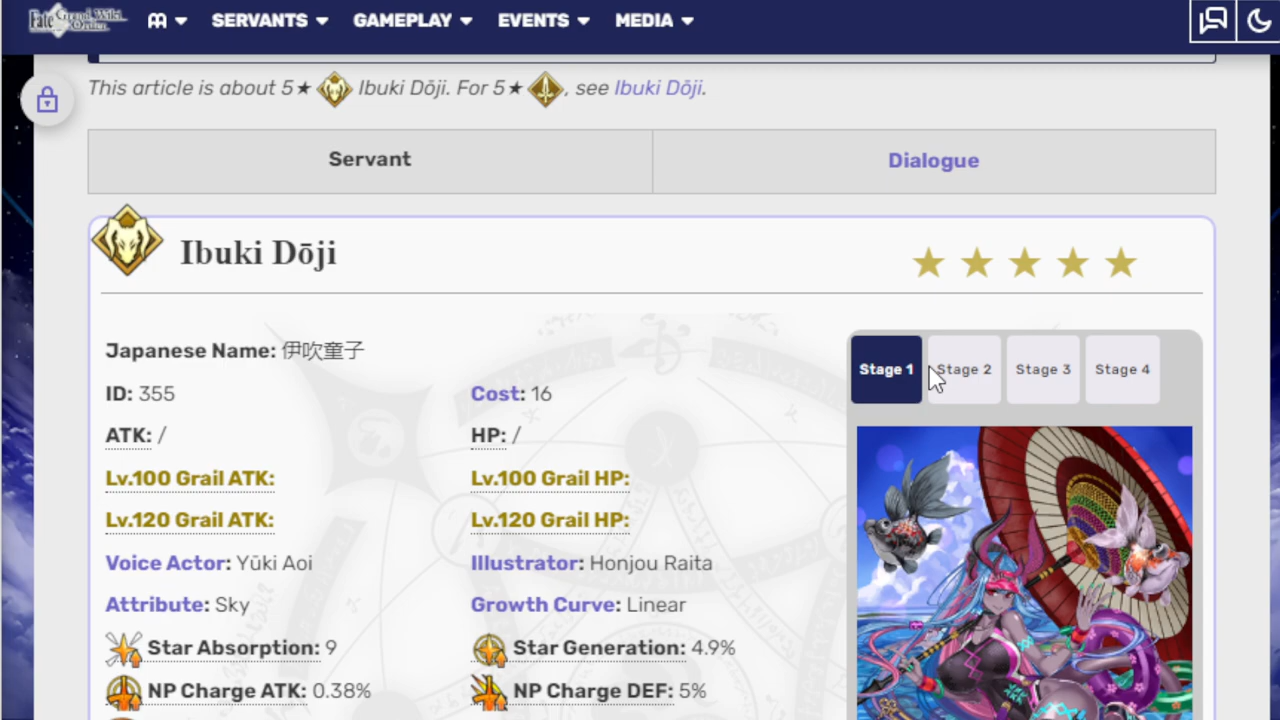 Fate Grand Order Wiki
SERVANTS GAMEPLAY EVENTS MEDIA
This article is about 5★ Ibuki Dōji. For 5★ , see Ibuki Dōji.
Servant Dialogue
Ibuki Dōji ★ ★ ★ ★ ★
Japanese Name: 伊吹童子
Stage 1 Stage 2 Stage 3 Stage 4
ID: 355 Cost: 16
ATK: / HP: /
Lv.100 Grail ATK: Lv.100 Grail HP:
Lv.120 Grail ATK: Lv.120 Grail HP:
Voice Actor: Yūki Aoi Illustrator: Honjou Raita
Attribute: Sky Growth Curve: Linear
Star Absorption: 9 Star Generation: 4.9%
NP Charge ATK: 0.38% NP Charge DEF: 5%